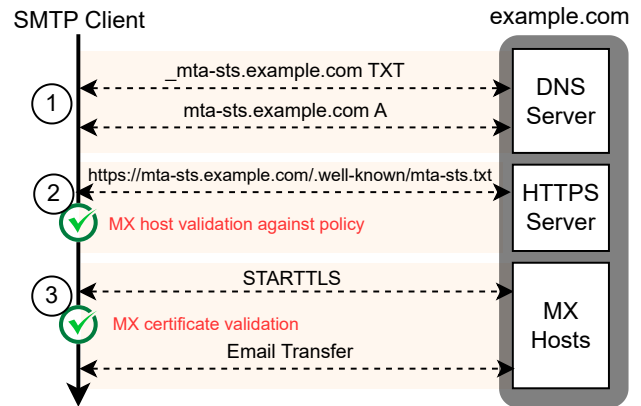 SMTP Client
example.com
1
_mta-sts.example.com TXT
mta-sts.example.com A
DNS
Server
2
https://mta-sts.example.com/.well-known/mta-sts.txt
MX host validation against policy
HTTPS
Server
3
STARTTLS
MX certificate validation
Email Transfer
MX
Hosts